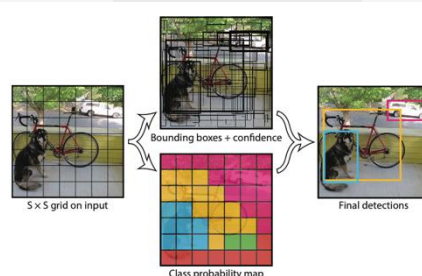 Bounding boxes + confidence
S × S grid on input
Final detections
Class probability map